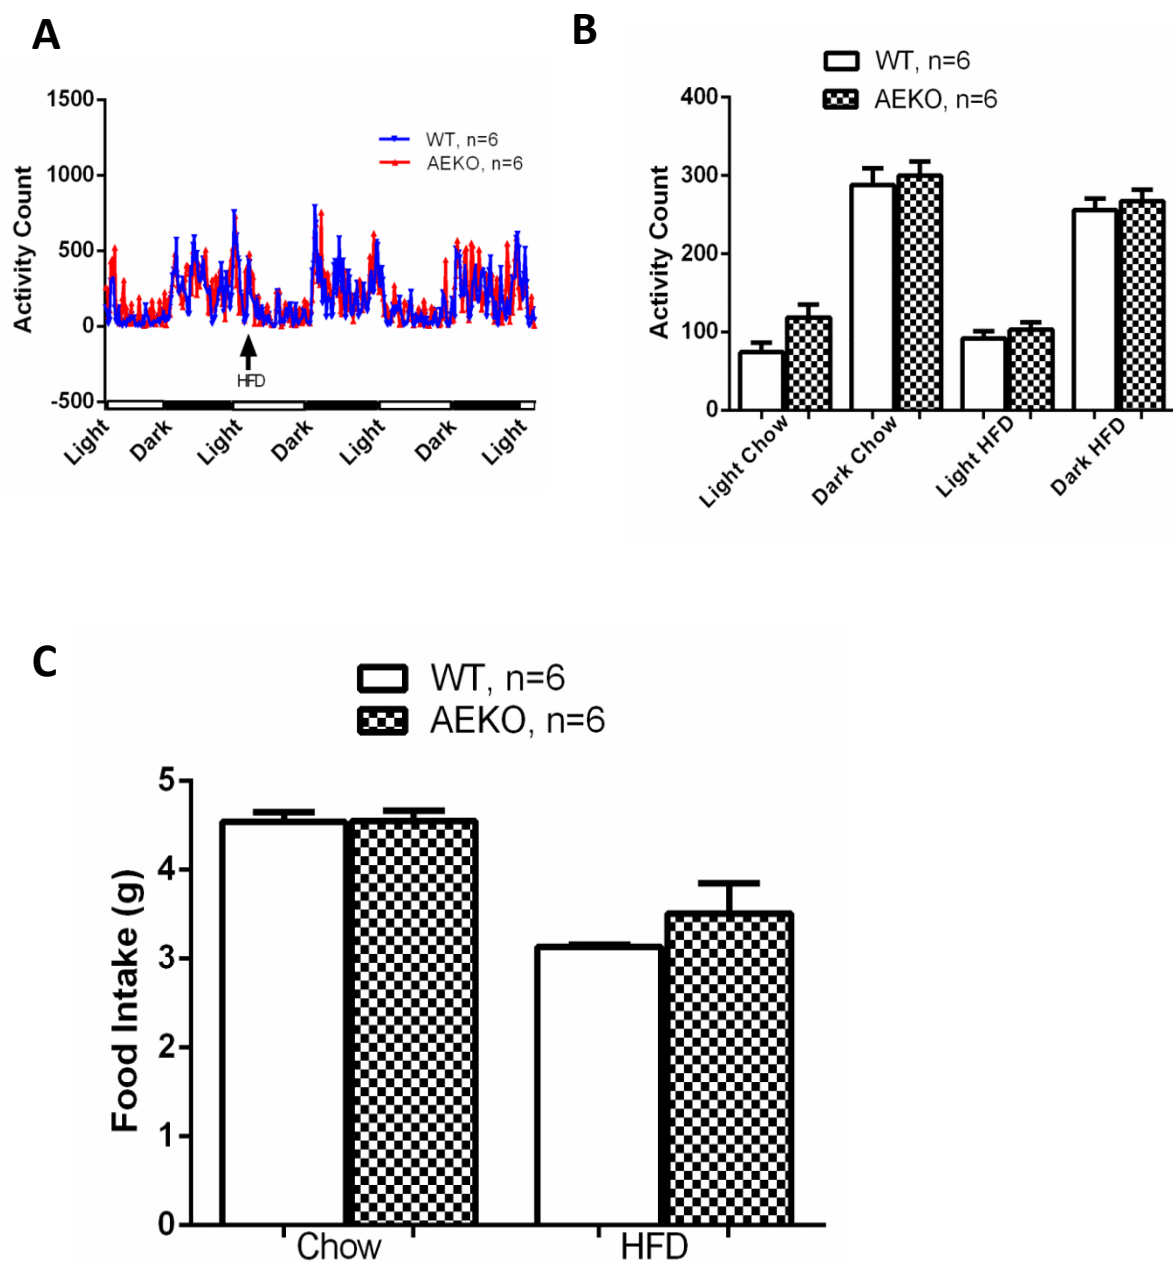 A
1500
1000
500
0
-500
Activity Count
WT, n=6
AEKO, n=6
HFD
Light
Dark
Light
Dark
Light
Dark
Light
B
WT, n=6
AEKO, n=6
400
300
200
100
0
Activity Count
Light Chow
Dark Chow
Light HFD
Dark HFD
C
WT, n=6
AEKO, n=6
5
4
3
2
1
0
Food Intake (g)
Chow
HFD